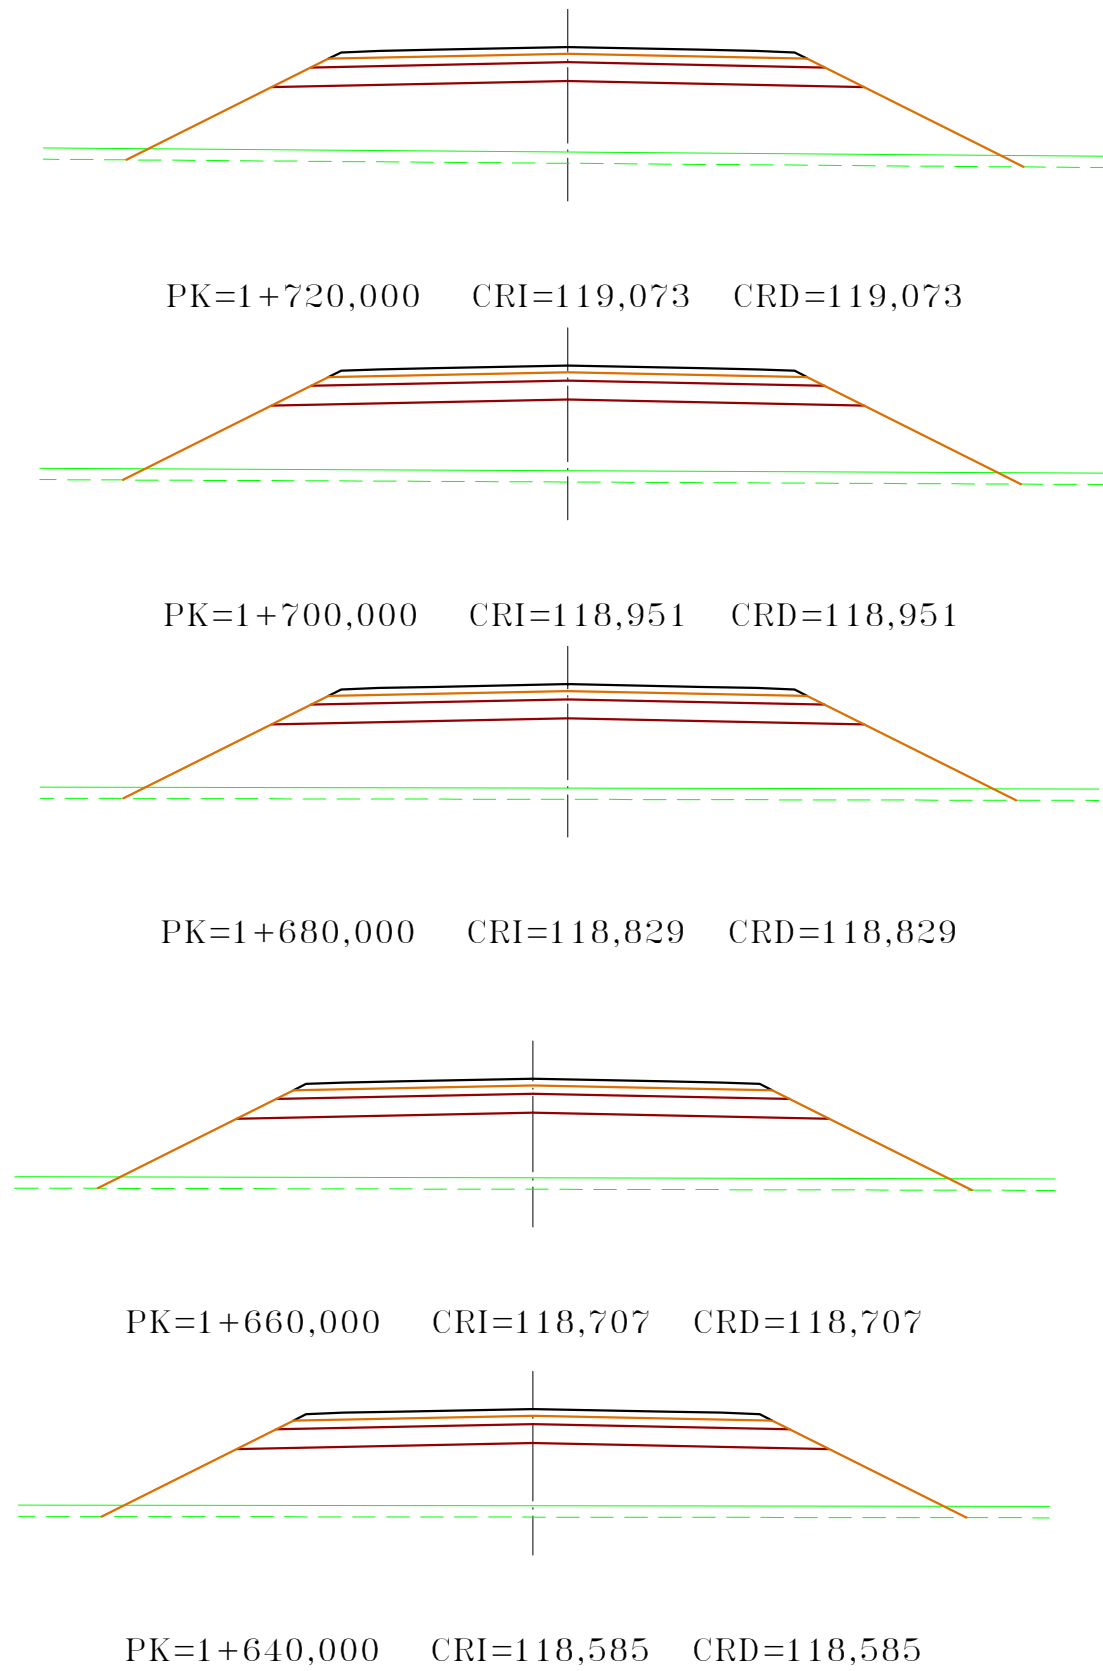 PK=1+720,000 CRI=119,073 CRD=119,073
PK=1+700,000 CRI=118,951 CRD=118,951
PK=1+680,000 CRI=118,829 CRD=118,829
PK=1+660,000 CRI=118,707 CRD=118,707
PK=1+640,000 CRI=118,585 CRD=118,585